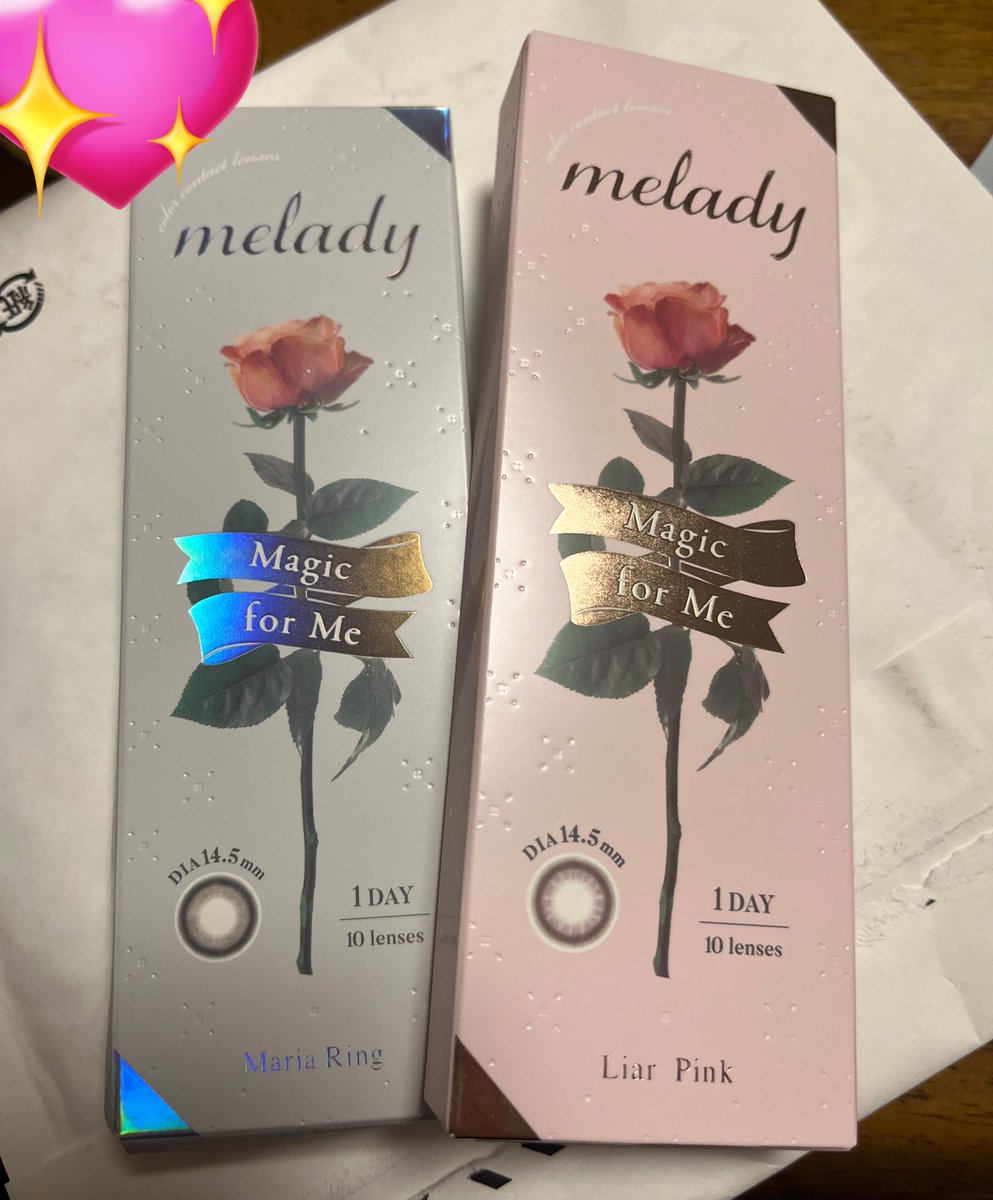 color contact lenses
melady
Magic
for Me
DIA 14.5mm
1 DAY
10 lenses
Maria Ring
color contact lenses
melady
Magic
for Me
DIA 14.5mm
1 DAY
10 lenses
Liar Pink
紙